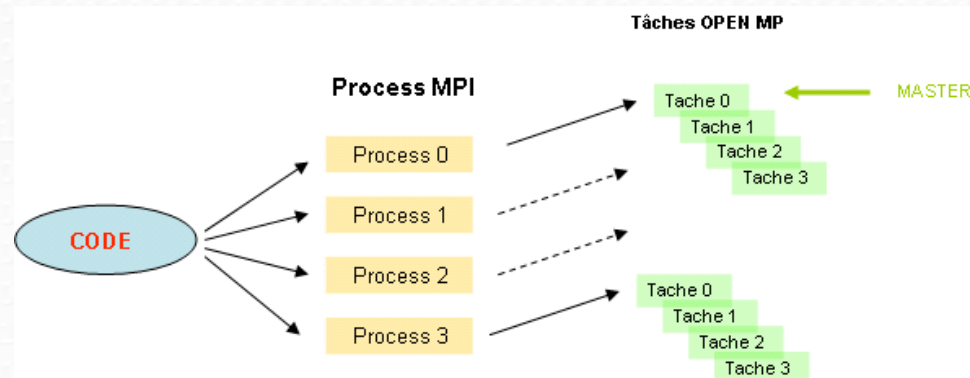 Tâches OPEN MP
Process MPI
MASTER
Tache 0
Tache 1
Tache 2
Tache 3
Process 0
Process 1
CODE
Process 2
Process 3
Tache 0
Tache 1
Tache 2
Tache 3